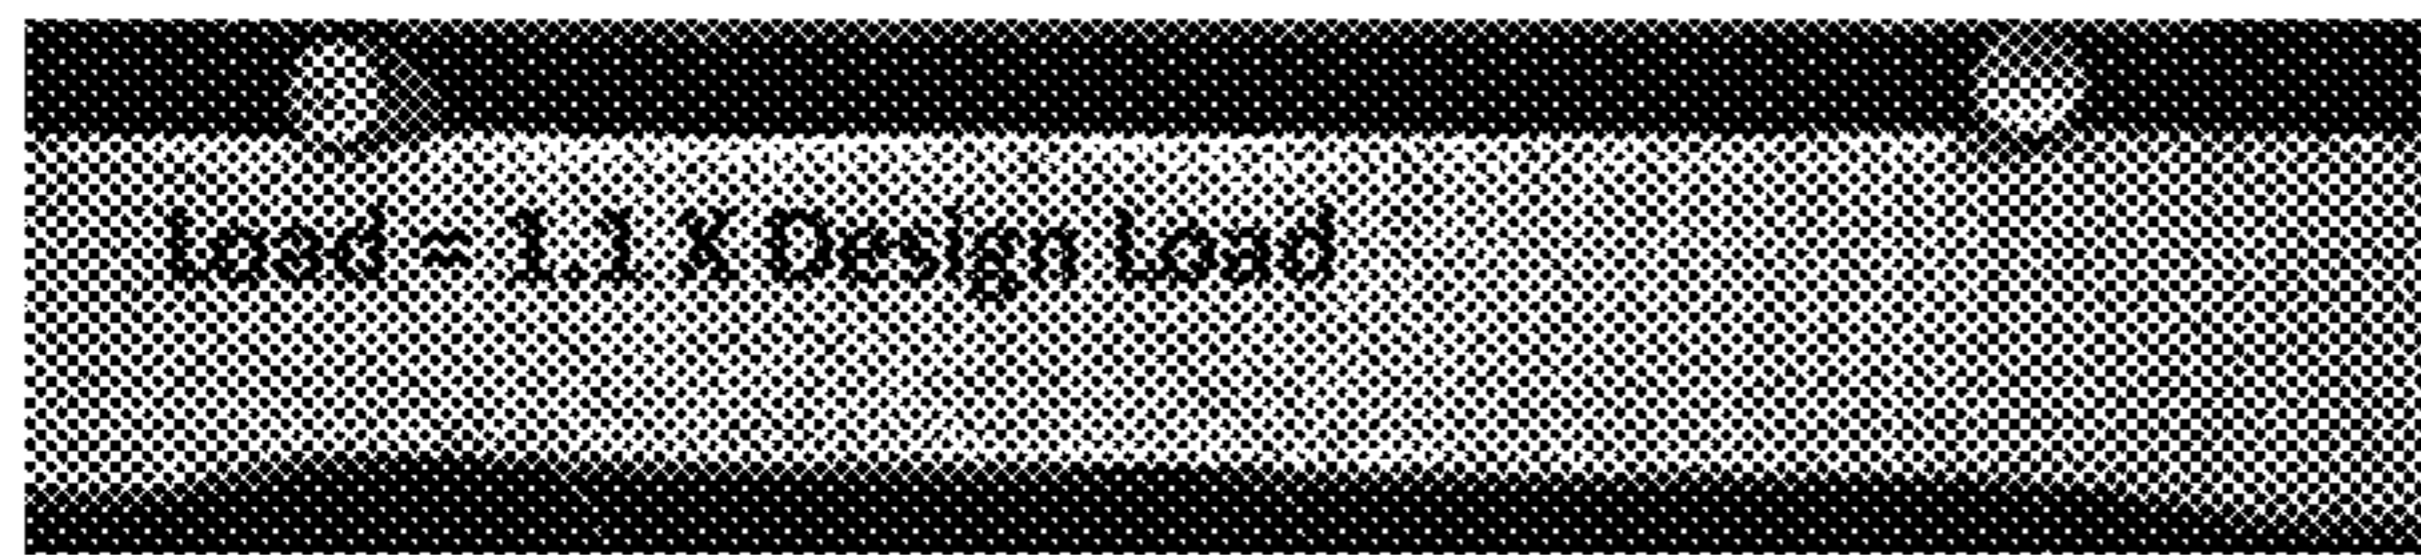 Load = 1.1 X Design Load